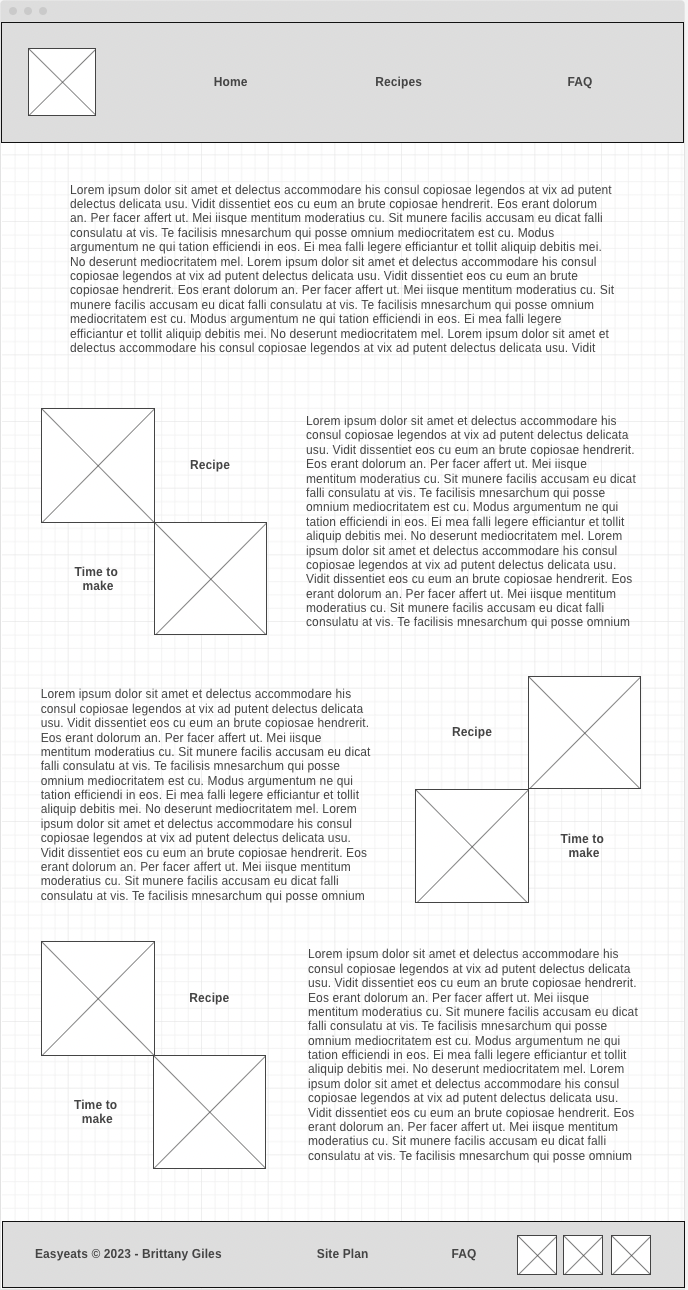 Home Recipes FAQ
Lorem ipsum dolor sit amet et delectus accommodare his consul copiosae legendos at vix ad putent
delectus delicata usu. Vidit dissentiet eos cu eum an brute copiosae hendrerit. Eos erant dolorum
an. Per facer affert ut. Mei iisque mentitum moderatius cu. Sit munere facilis accusam eu dicat falli
consulatu at vis. Te facilisis mnesarchum qui posse omnium mediocritatem est cu. Modus
argumentum ne qui tation efficiendi in eos. Ei mea falli legere efficiantur et tollit aliquip debitis mei.
No deserunt mediocritatem mel. Lorem ipsum dolor sit amet et delectus accommodare his consul
copiosae legendos at vix ad putent delectus delicata usu. Vidit dissentiet eos cu eum an brute
copiosae hendrerit. Eos erant dolorum an. Per facer affert ut. Mei iisque mentitum moderatius cu. Sit
munere facilis accusam eu dicat falli consulatu at vis. Te facilisis mnesarchum qui posse omnium
mediocritatem est cu. Modus argumentum ne qui tation efficiendi in eos. Ei mea falli legere
efficiantur et tollit aliquip debitis mei. No deserunt mediocritatem mel. Lorem ipsum dolor sit amet et
delectus accommodare his consul copiosae legendos at vix ad putent delectus delicata usu. Vidit
Recipe
Time to
make
Lorem ipsum dolor sit amet et delectus accommodare his
consul copiosae legendos at vix ad putent delectus delicata
usu. Vidit dissentiet eos cu eum an brute copiosae hendrerit.
Eos erant dolorum an. Per facer affert ut. Mei iisque
mentitum moderatius cu. Sit munere facilis accusam eu dicat
falli consulatu at vis. Te facilisis mnesarchum qui posse
omnium mediocritatem est cu. Modus argumentum ne qui
tation efficiendi in eos. Ei mea falli legere efficiantur et tollit
aliquip debitis mei. No deserunt mediocritatem mel. Lorem
ipsum dolor sit amet et delectus accommodare his consul
copiosae legendos at vix ad putent delectus delicata usu.
Vidit dissentiet eos cu eum an brute copiosae hendrerit. Eos
erant dolorum an. Per facer affert ut. Mei iisque mentitum
moderatius cu. Sit munere facilis accusam eu dicat falli
consulatu at vis. Te facilisis mnesarchum qui posse omnium
Lorem ipsum dolor sit amet et delectus accommodare his
consul copiosae legendos at vix ad putent delectus delicata
usu. Vidit dissentiet eos cu eum an brute copiosae hendrerit.
Eos erant dolorum an. Per facer affert ut. Mei iisque
mentitum moderatius cu. Sit munere facilis accusam eu dicat
falli consulatu at vis. Te facilisis mnesarchum qui posse
omnium mediocritatem est cu. Modus argumentum ne qui
tation efficiendi in eos. Ei mea falli legere efficiantur et tollit
aliquip debitis mei. No deserunt mediocritatem mel. Lorem
ipsum dolor sit amet et delectus accommodare his consul
copiosae legendos at vix ad putent delectus delicata usu.
Vidit dissentiet eos cu eum an brute copiosae hendrerit. Eos
erant dolorum an. Per facer affert ut. Mei iisque mentitum
moderatius cu. Sit munere facilis accusam eu dicat falli
consulatu at vis. Te facilisis mnesarchum qui posse omnium
Recipe
Time to
make
Recipe
Time to
make
Lorem ipsum dolor sit amet et delectus accommodare his
consul copiosae legendos at vix ad putent delectus delicata
usu. Vidit dissentiet eos cu eum an brute copiosae hendrerit.
Eos erant dolorum an. Per facer affert ut. Mei iisque
mentitum moderatius cu. Sit munere facilis accusam eu dicat
falli consulatu at vis. Te facilisis mnesarchum qui posse
omnium mediocritatem est cu. Modus argumentum ne qui
tation efficiendi in eos. Ei mea falli legere efficiantur et tollit
aliquip debitis mei. No deserunt mediocritatem mel. Lorem
ipsum dolor sit amet et delectus accommodare his consul
copiosae legendos at vix ad putent delectus delicata usu.
Vidit dissentiet eos cu eum an brute copiosae hendrerit. Eos
erant dolorum an. Per facer affert ut. Mei iisque mentitum
moderatius cu. Sit munere facilis accusam eu dicat falli
consulatu at vis. Te facilisis mnesarchum qui posse omnium
Easyeats © 2023 - Brittany Giles Site Plan FAQ